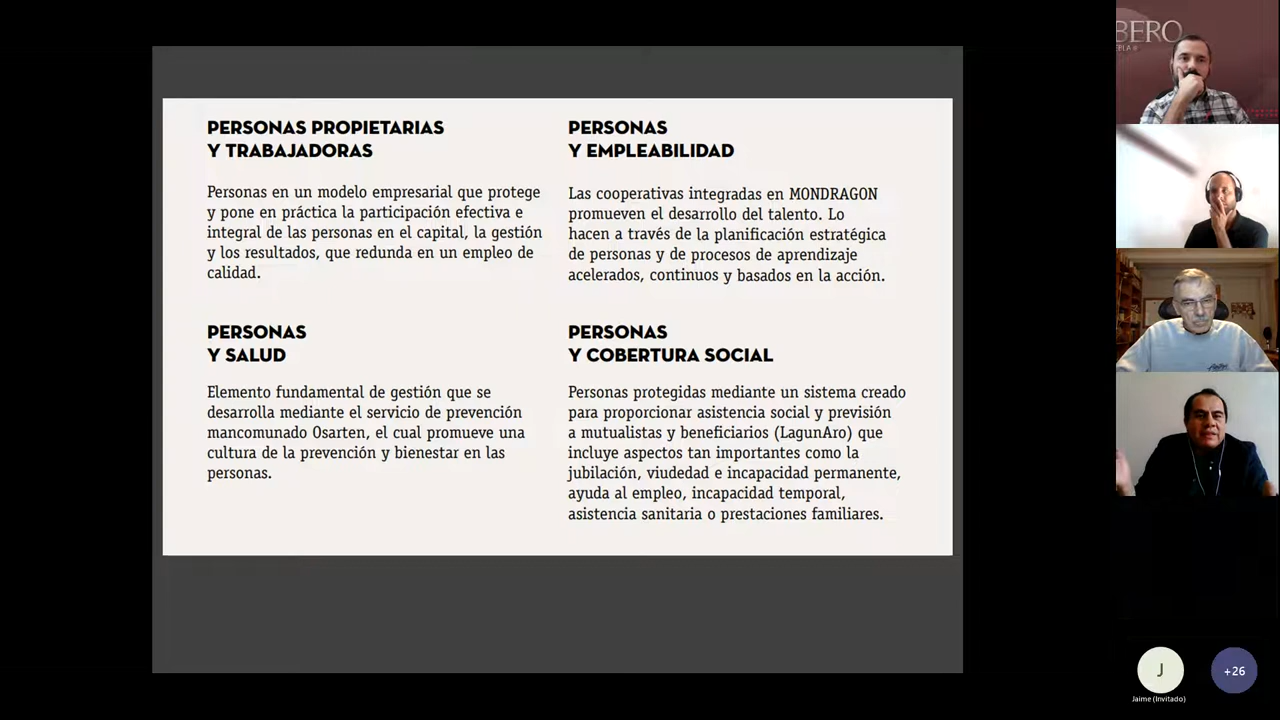 PERSONAS PROPIETARIAS
Y TRABAJADORAS
Personas en un modelo empresarial que protege
y pone en práctica la participación efectiva e
integral de las personas en el capital, la gestión
y los resultados, que redunda en un empleo de
calidad.
PERSONAS
Y EMPLEABILIDAD
Las cooperativas integradas en MONDRAGON
promueven el desarrollo del talento. Lo
hacen a través de la planificación estratégica
de personas y de procesos de aprendizaje
acelerados, continuos y basados en la acción.
PERSONAS
Y SALUD
Elemento fundamental de gestión que se
desarrolla mediante el servicio de prevención
mancomunado Osarten, el cual promueve una
cultura de la prevención y bienestar en las
personas.
PERSONAS
Y COBERTURA SOCIAL
Personas protegidas mediante un sistema creado
para proporcionar asistencia social y previsión
a mutualistas y beneficiarios (LagunAro) que
incluye aspectos tan importantes como la
jubilación, viudedad e incapacidad permanente,
ayuda al empleo, incapacidad temporal,
asistencia sanitaria o prestaciones familiares.
BERO
J
+26
Jaime (Invitado)